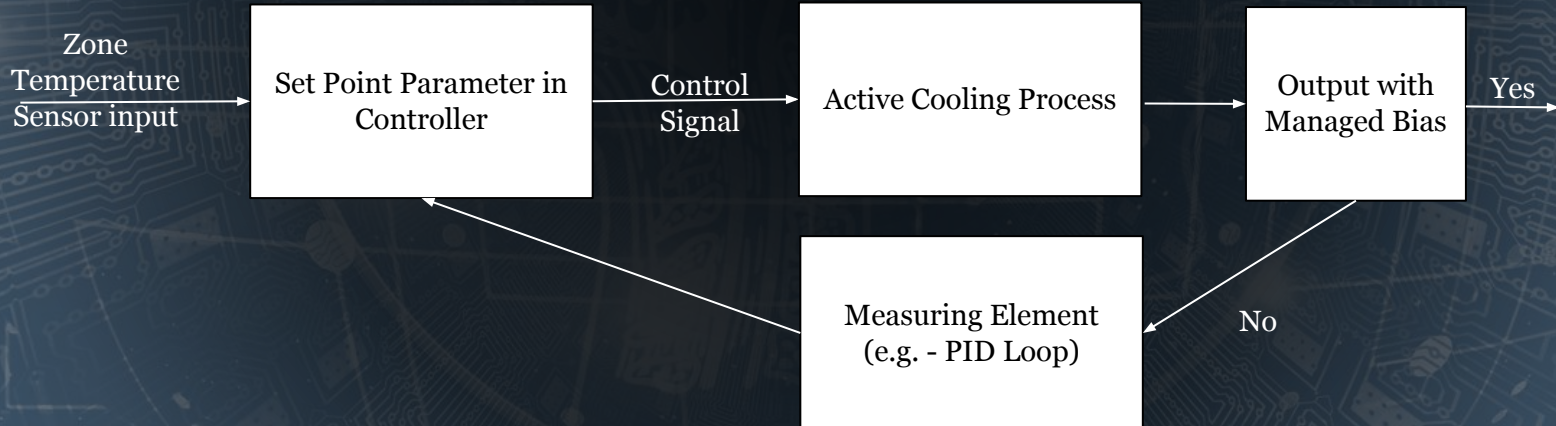 Zone
Temperature
Sensor input
Set Point Parameter in
Controller
Control
Signal
Active Cooling Process
Output with
Managed Bias
Yes
Measuring Element
(e.g. - PID Loop)
No